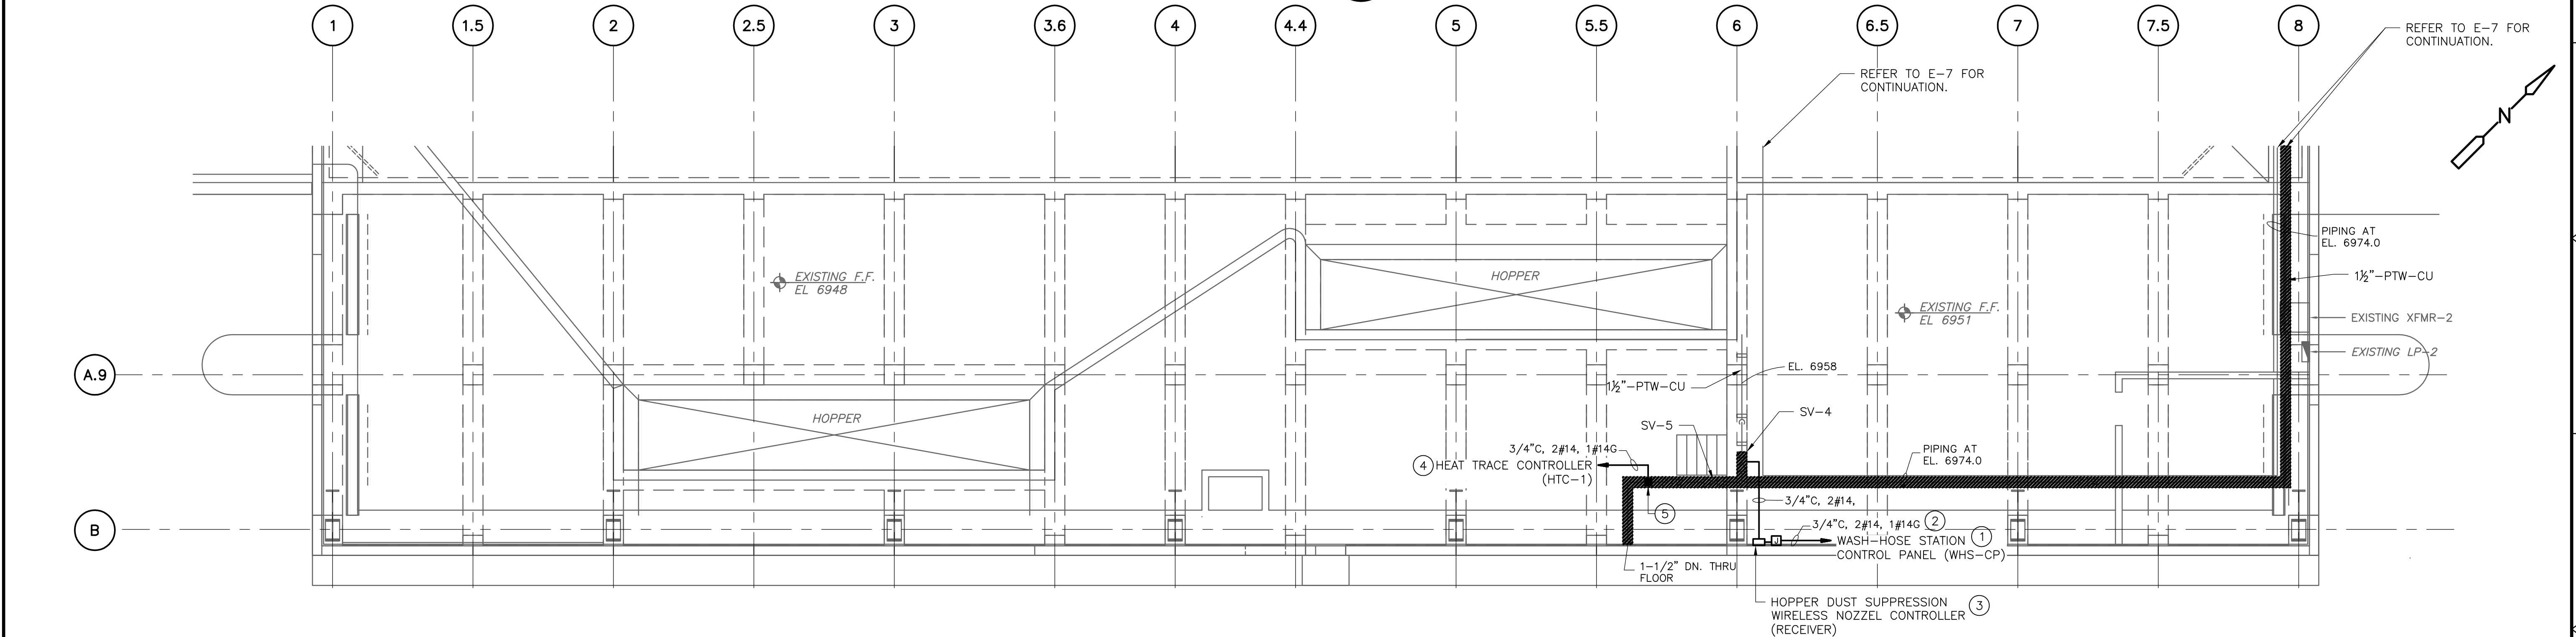 1
1.5
2
2.5
3
3.6
4
4.4
5
5.5
6
6.5
7
7.5
8
REFER TO E-7 FOR
CONTINUATION.
REFER TO E-7 FOR
CONTINUATION.
N
PIPING AT
EL. 6974.0
1½"-PTW-CU
EXISTING XFMR-2
EXISTING LP-2
EXISTING F.F.
EL 6948
HOPPER
EXISTING F.F.
EL 6951
A.9
1½"-PTW-CU
EL. 6958
HOPPER
SV-4
SV-5
3/4"C, 2#14, 1#14G
4 HEAT TRACE CONTROLLER
(HTC-1)
PIPING AT
EL. 6974.0
5
3/4"C, 2#14,
B
3/4"C, 2#14, 1#14G 2
J
WASH-HOSE STATION 1
CONTROL PANEL (WHS-CP)
1-1/2" DN. THRU
FLOOR
HOPPER DUST SUPPRESSION
WIRELESS NOZZEL CONTROLLER 3
(RECEIVER)